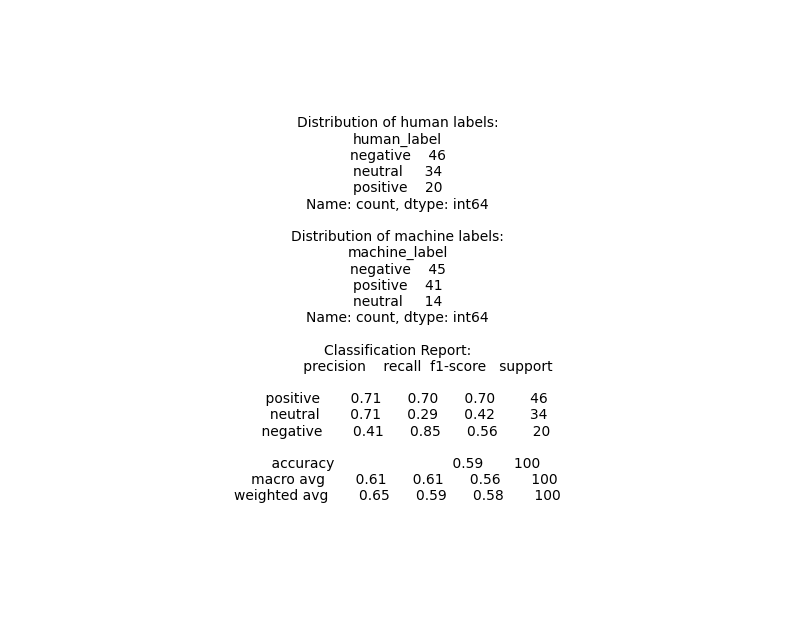 Distribution of human labels:
human_label
negative 46
neutral 34
positive 20
Name: count, dtype: int64
Distribution of machine labels:
machine_label
negative 45
positive 41
neutral 14
Name: count, dtype: int64
Classification Report:
precision recall f1-score support
positive 0.71 0.70 0.70 46
neutral 0.71 0.29 0.42 34
negative 0.41 0.85 0.56 20
accuracy 0.59 100
macro avg 0.61 0.61 0.56 100
weighted avg 0.65 0.59 0.58 100